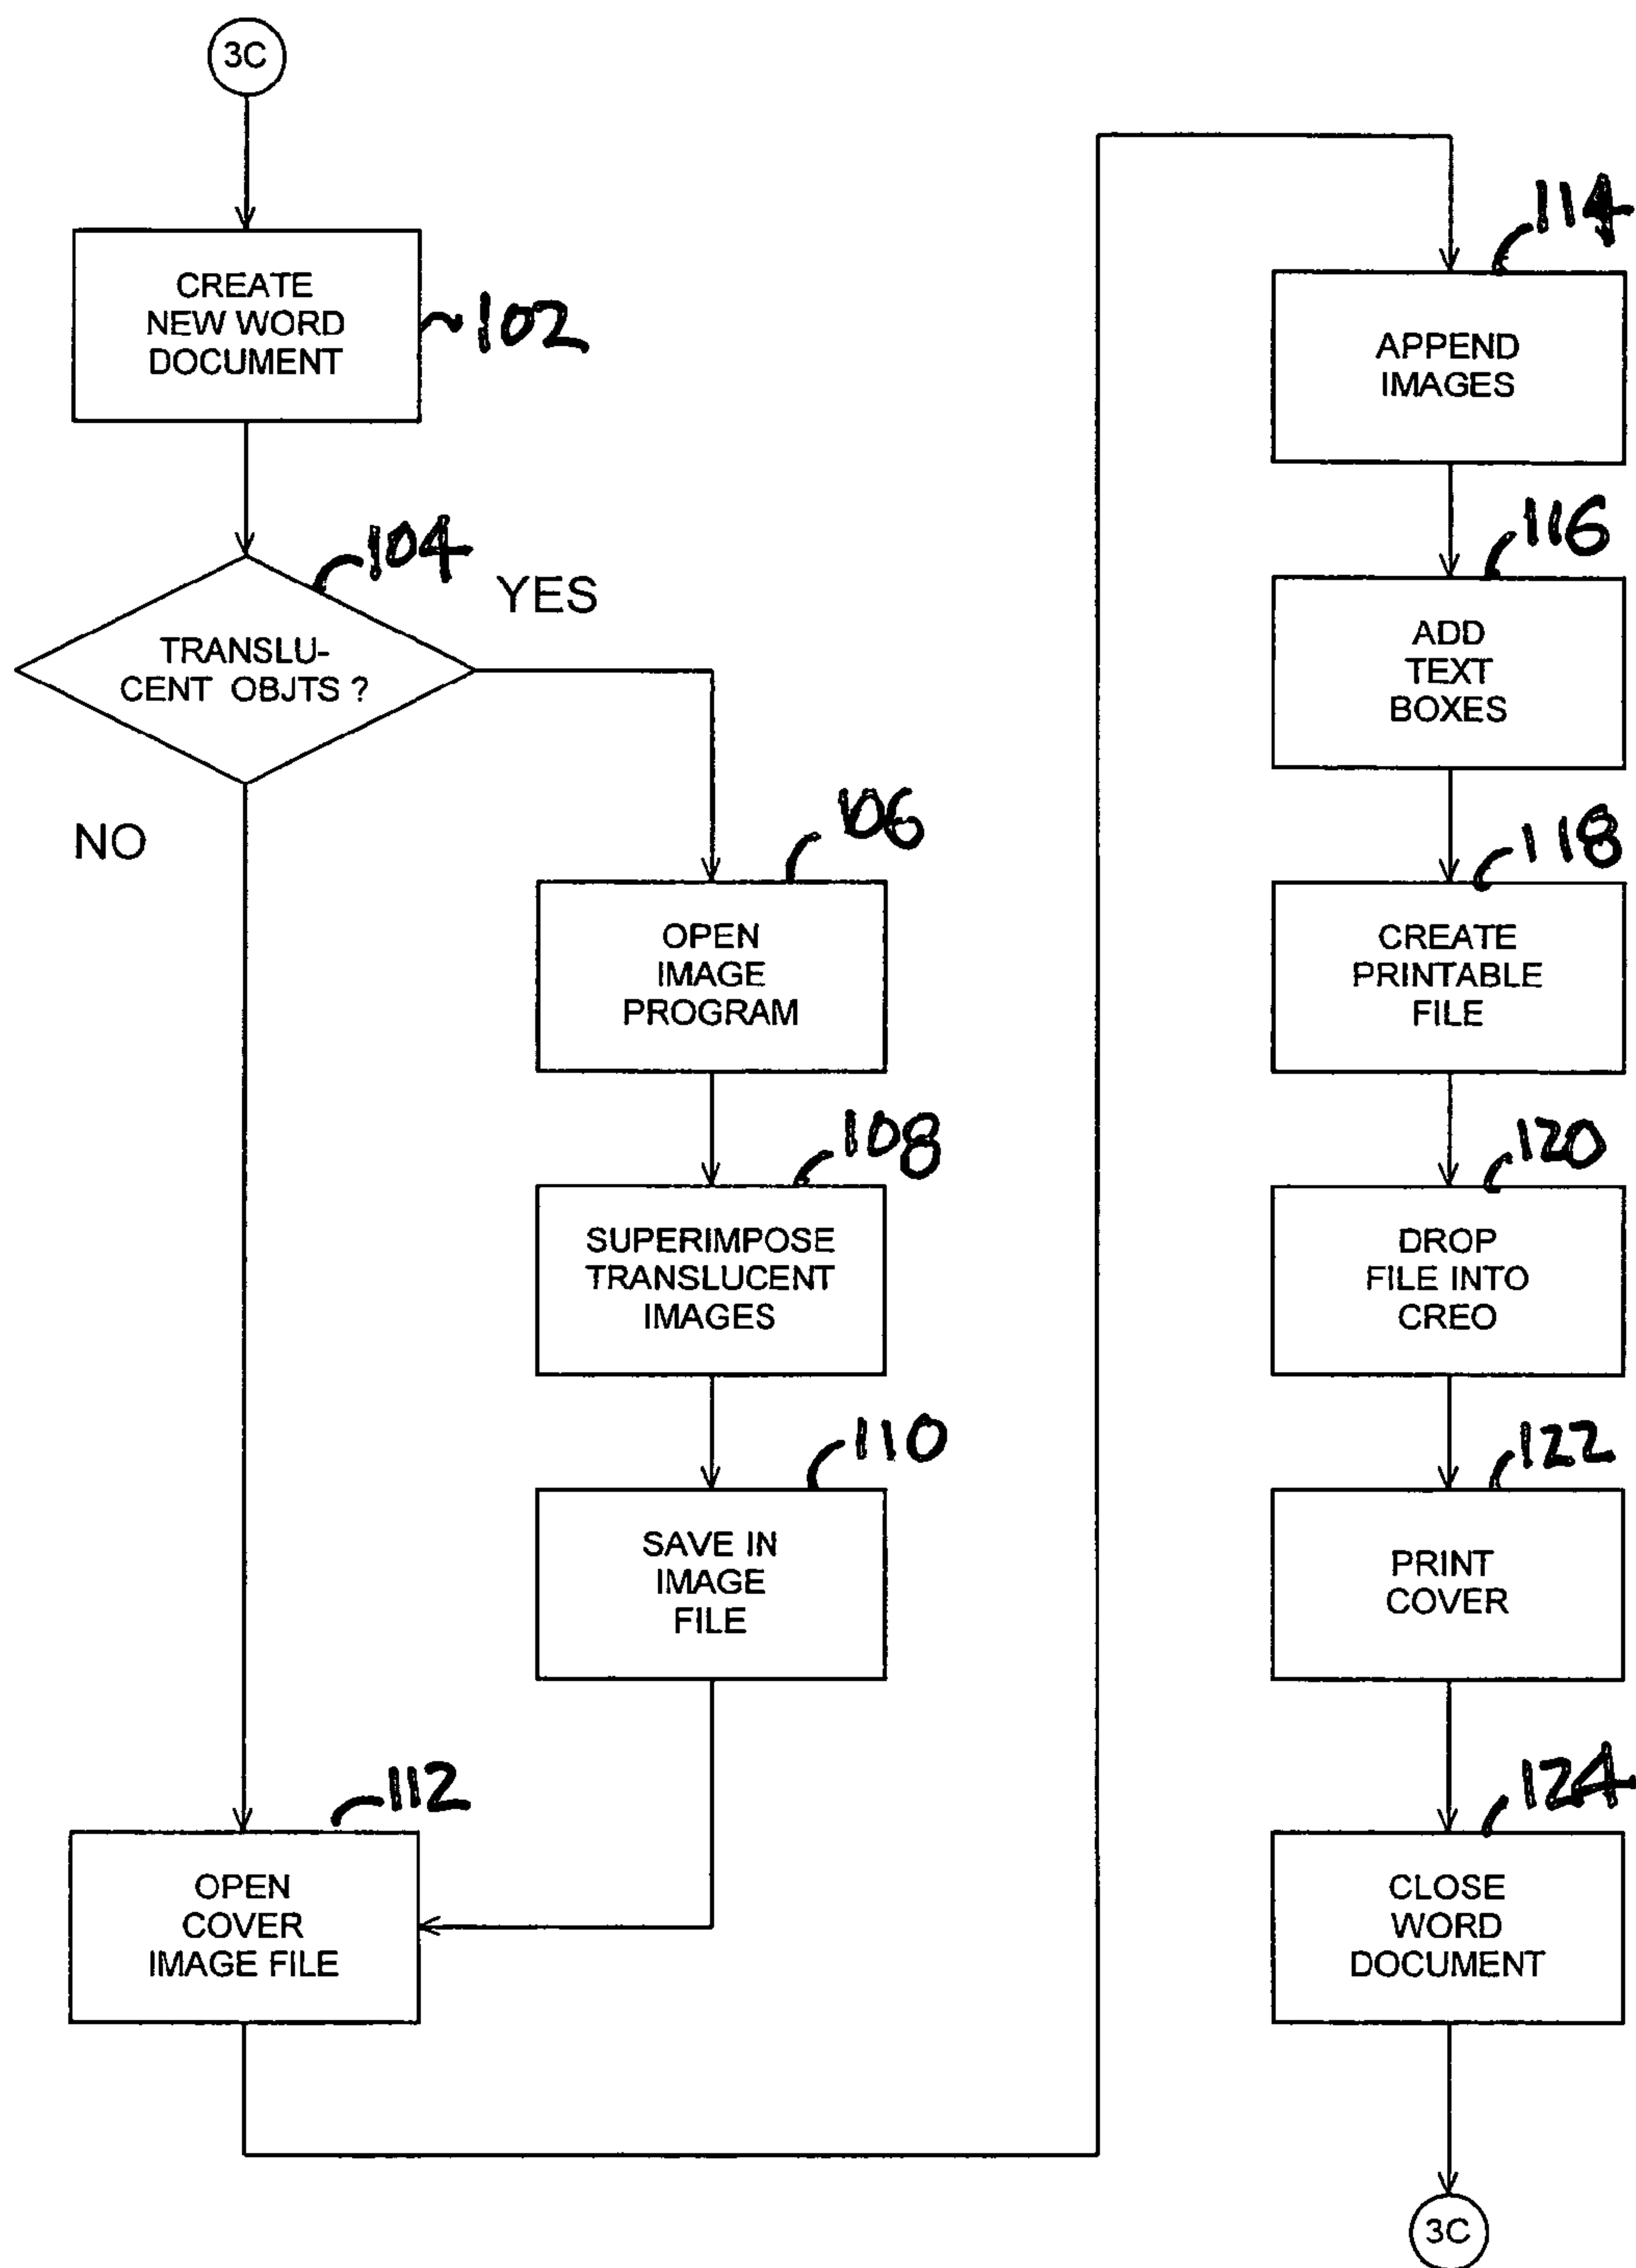 3C
CREATE
NEW WORD
DOCUMENT
102
104
TRANSLU-
CENT OBJTS ?
YES
NO
106
OPEN
IMAGE
PROGRAM
108
SUPERIMPOSE
TRANSLUCENT
IMAGES
110
SAVE IN
IMAGE
FILE
112
OPEN
COVER
IMAGE FILE
114
APPEND
IMAGES
116
ADD
TEXT
BOXES
118
CREATE
PRINTABLE
FILE
120
DROP
FILE INTO
CREO
122
PRINT
COVER
124
CLOSE
WORD
DOCUMENT
3C